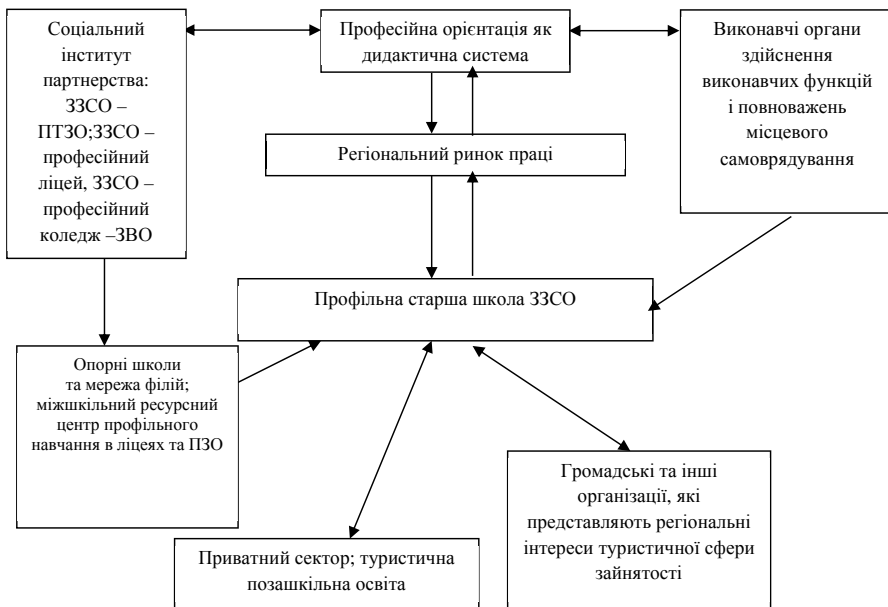 Соціальний
інститут
партнерства:
ЗЗСО –
ПТЗО;ЗЗСО –
професійний
ліцей, ЗЗСО –
професійний
коледж –ЗВО
Професійна орієнтація як
дидактична система
Виконавчі органи
здійснення
виконавчих функцій
і повноважень
місцевого
самоврядування
Регіональний ринок праці
Профільна старша школа ЗЗСО
Опорні школи
та мережа філій;
міжшкільний ресурсний
центр профільного
навчання в ліцеях та ПЗО
Громадські та інші
організації, які
представляють регіональні
інтереси туристичної сфери
зайнятості
Приватний сектор; туристична
позашкільна освіта